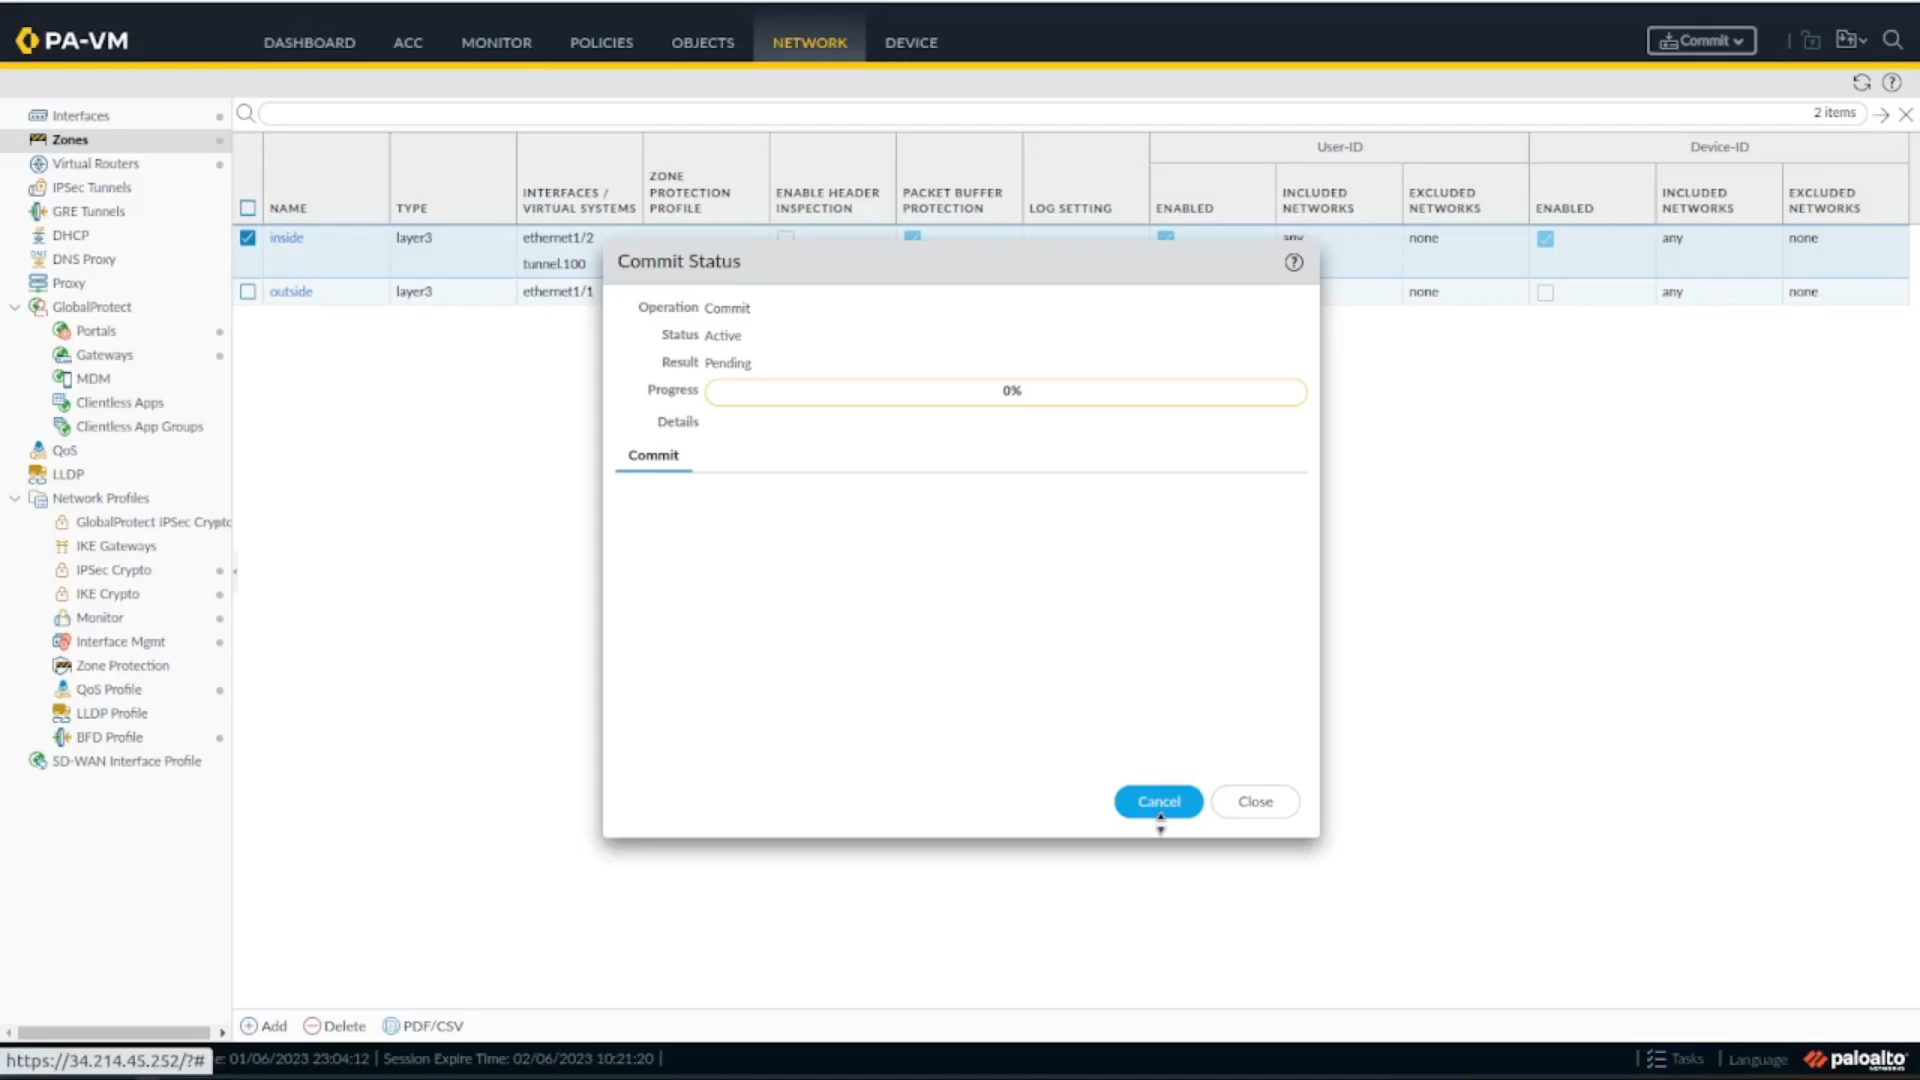 PA-VM
DASHBOARD
ACC
MONITOR
POLICIES
OBJECTS
NETWORK
DEVICE
Commit
Interfaces
Zones
Virtual Routers
IPSec Tunnels
GRE Tunnels
DHCP
DNS Proxy
Proxy
GlobalProtect
Portals
Gateways
MDM
Clientless Apps
Clientless App Groups
QoS
LLDP
Network Profiles
GlobalProtect IPSec Crypto
IKE Gateways
IPSec Crypto
IKE Crypto
Monitor
Interface Mgmt
Zone Protection
QoS Profile
LLDP Profile
BFD Profile
SD-WAN Interface Profile
2 items
User-ID
Device-ID
NAME
TYPE
INTERFACES /
VIRTUAL SYSTEMS
ZONE
PROTECTION
PROFILE
ENABLE HEADER
INSPECTION
PACKET BUFFER
PROTECTION
LOG SETTING
ENABLED
INCLUDED
NETWORKS
EXCLUDED
NETWORKS
ENABLED
INCLUDED
NETWORKS
EXCLUDED
NETWORKS
inside
layer3
ethernet1/2
tunnel.100
any
none
any
none
outside
layer3
ethernet1/1
none
any
none
Commit Status
Operation Commit
Status Active
Result Pending
Progress 0%
Details
Commit
Cancel
Close
Add
Delete
PDF/CSV
https://34.214.45.252/?#
e: 01/06/2023 23:04:12 | Session Expire Time: 02/06/2023 10:21:20 |
Tasks
Language
paloalto
NETWORKS